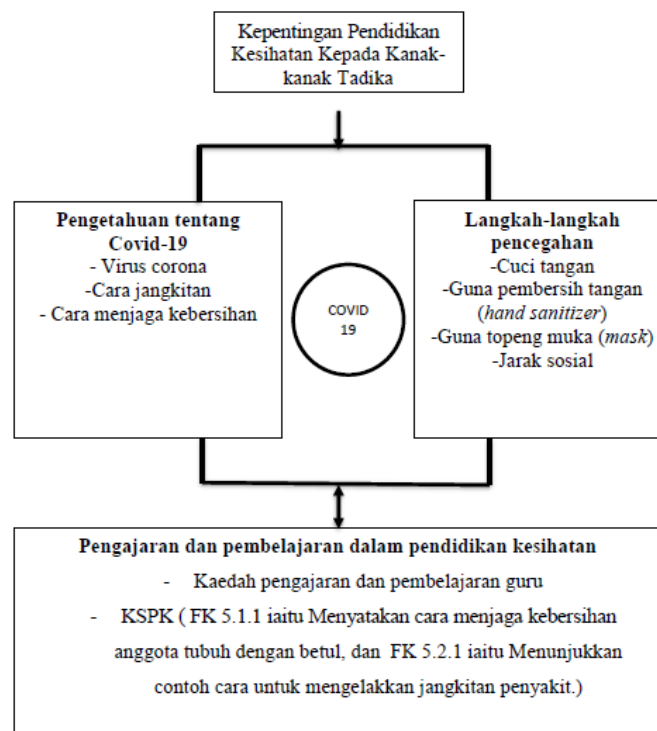 Kepentingan Pendidikan
Kesihatan Kepada Kanak-
kanak Tadika
Pengetahuan tentang
Covid-19
- Virus corona
-Cara jangkitan
- Cara menjaga kebersihan
COVID
19
Langkah-langkah
pencegahan
-Cuci tangan
-Guna pembersih tangan
(hand sanitizer)
-Guna topeng muka (mask)
-Jarak sosial
Pengajaran dan pembelajaran dalam pendidikan kesihatan
- Kaedah pengajaran dan pembelajaran guru
- KSPK ( FK 5.1.1 iaitu Menyatakan cara menjaga kebersihan
anggota tubuh dengan betul, dan FK 5.2.1 iaitu Menunjukkan
contoh cara untuk mengelakkan jangkitan penyakit.)